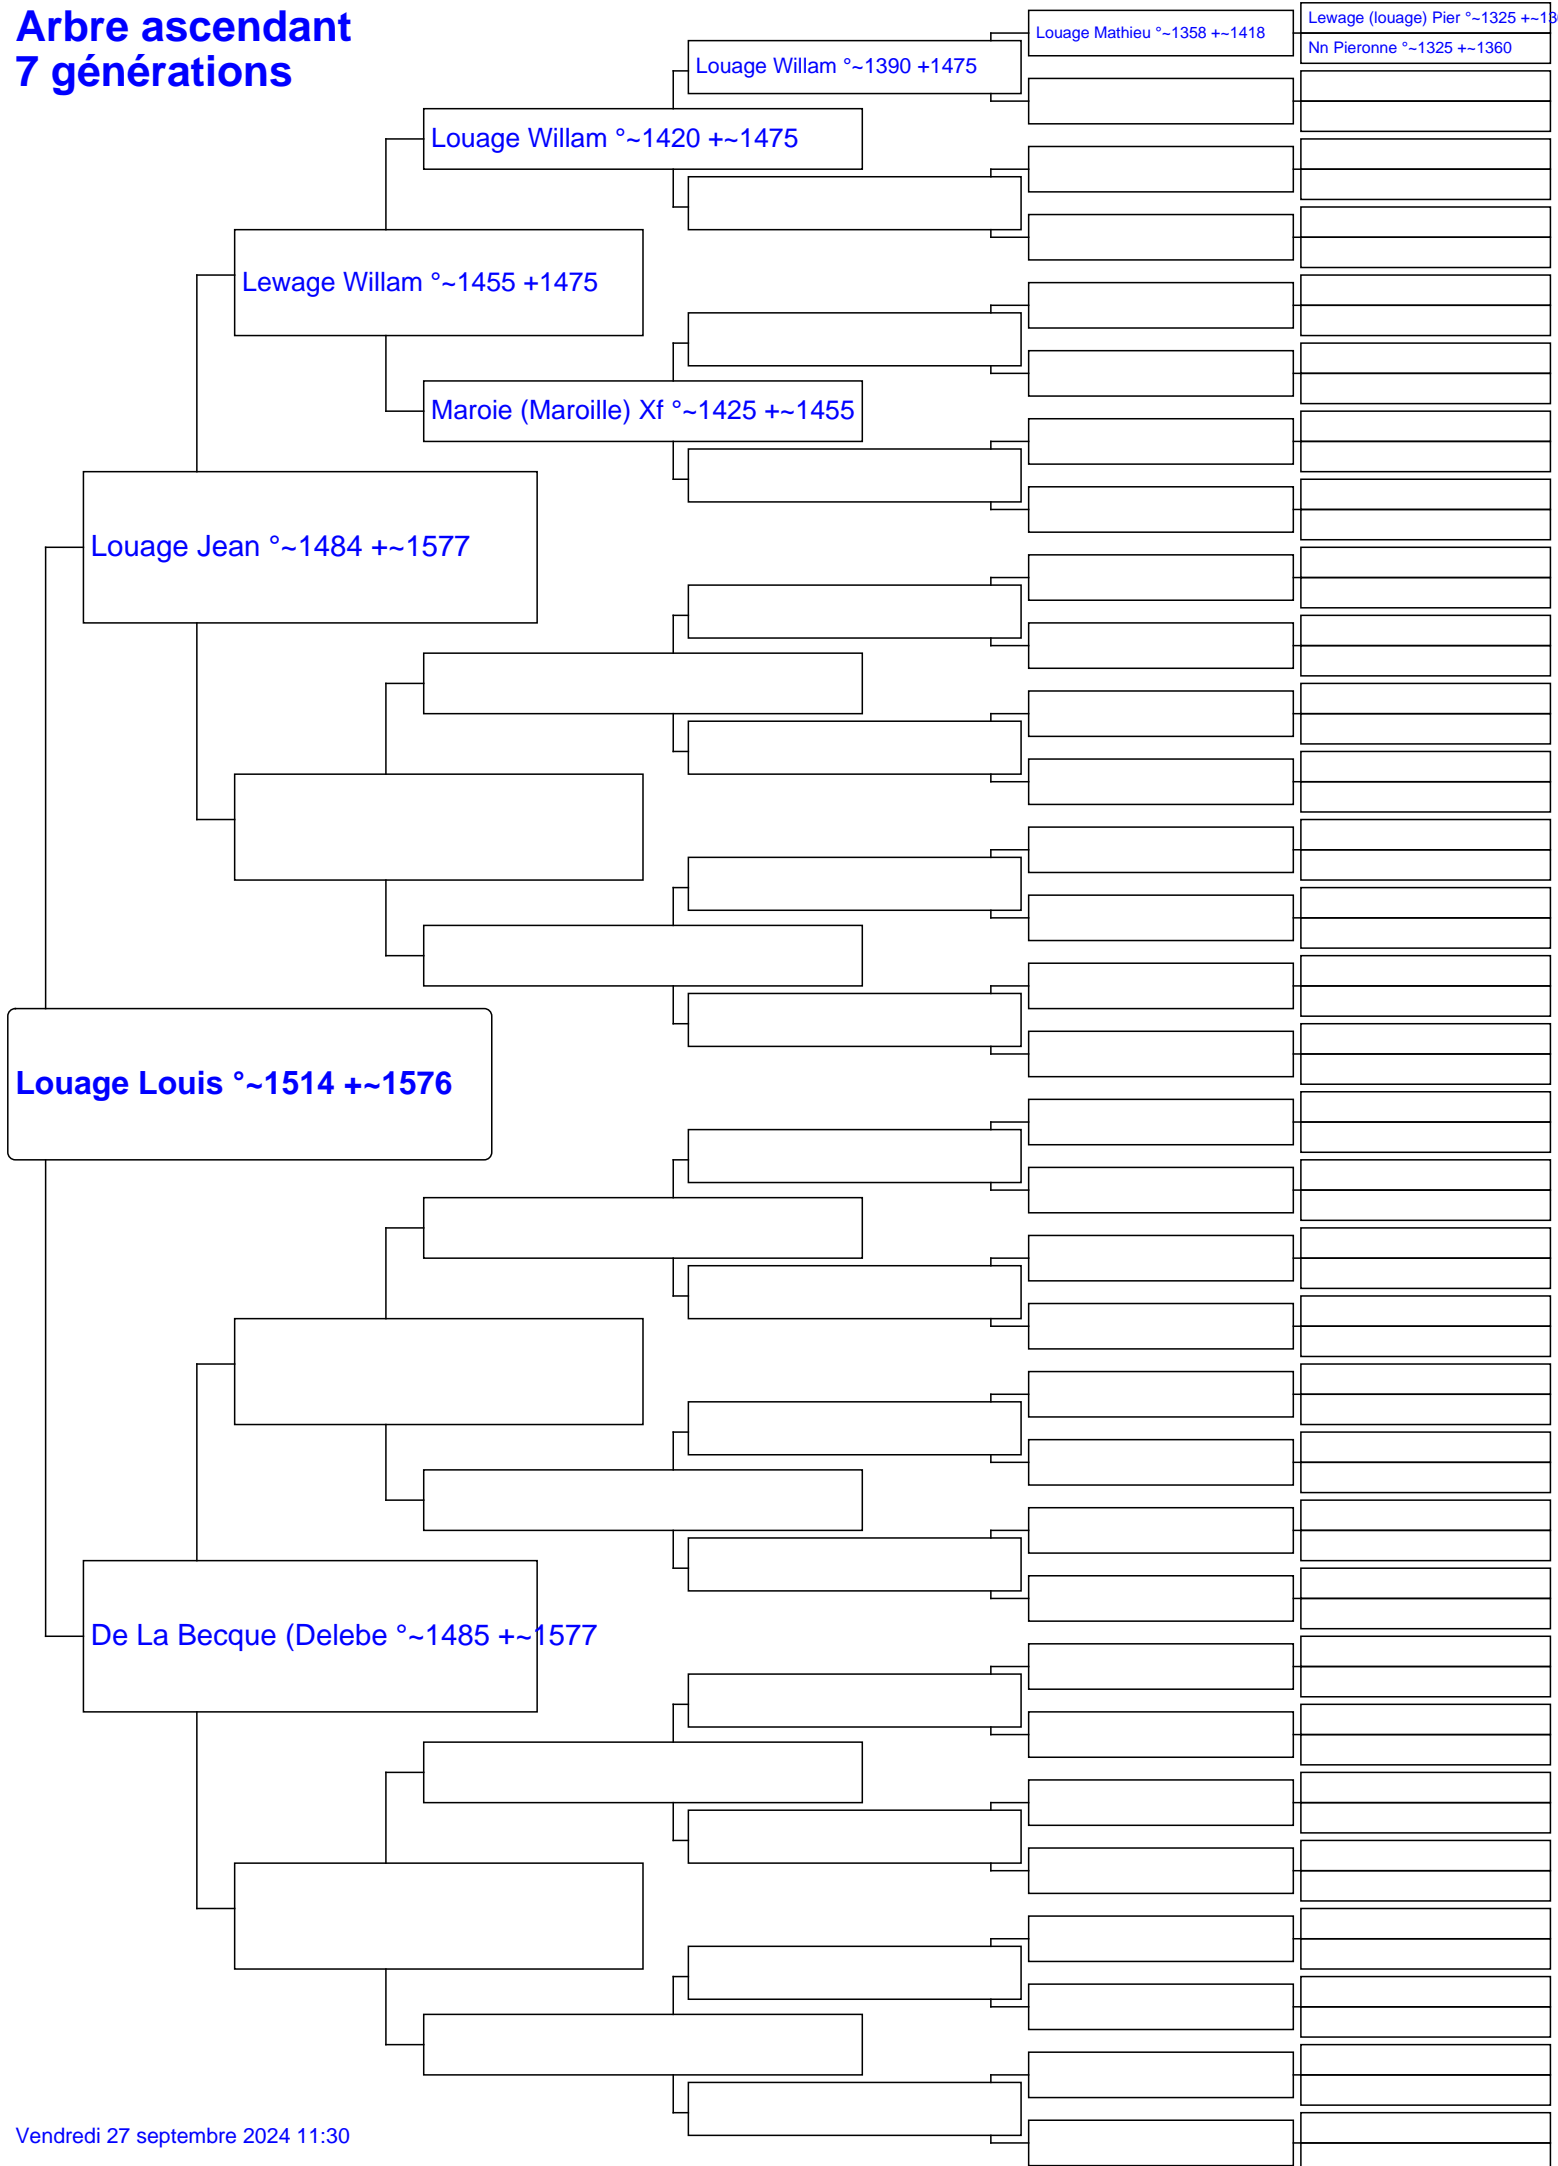 Arbre ascendant
7 générations
Lewage (louage) Pier °~1325 +~13
Louage Mathieu °~1358 +~1418
Nn Pieronne °~1325 +~1360
Louage Willam °~1390 +1475
Louage Willam °~1420 +~1475
Lewage Willam °~1455 +1475
Maroie (Maroille) Xf °~1425 +~1455
Louage Jean °~1484 +~1577
Louage Louis °~1514 +~1576
De La Becque (Delebe °~1485 +~1577
Vendredi 27 septembre 2024 11:30